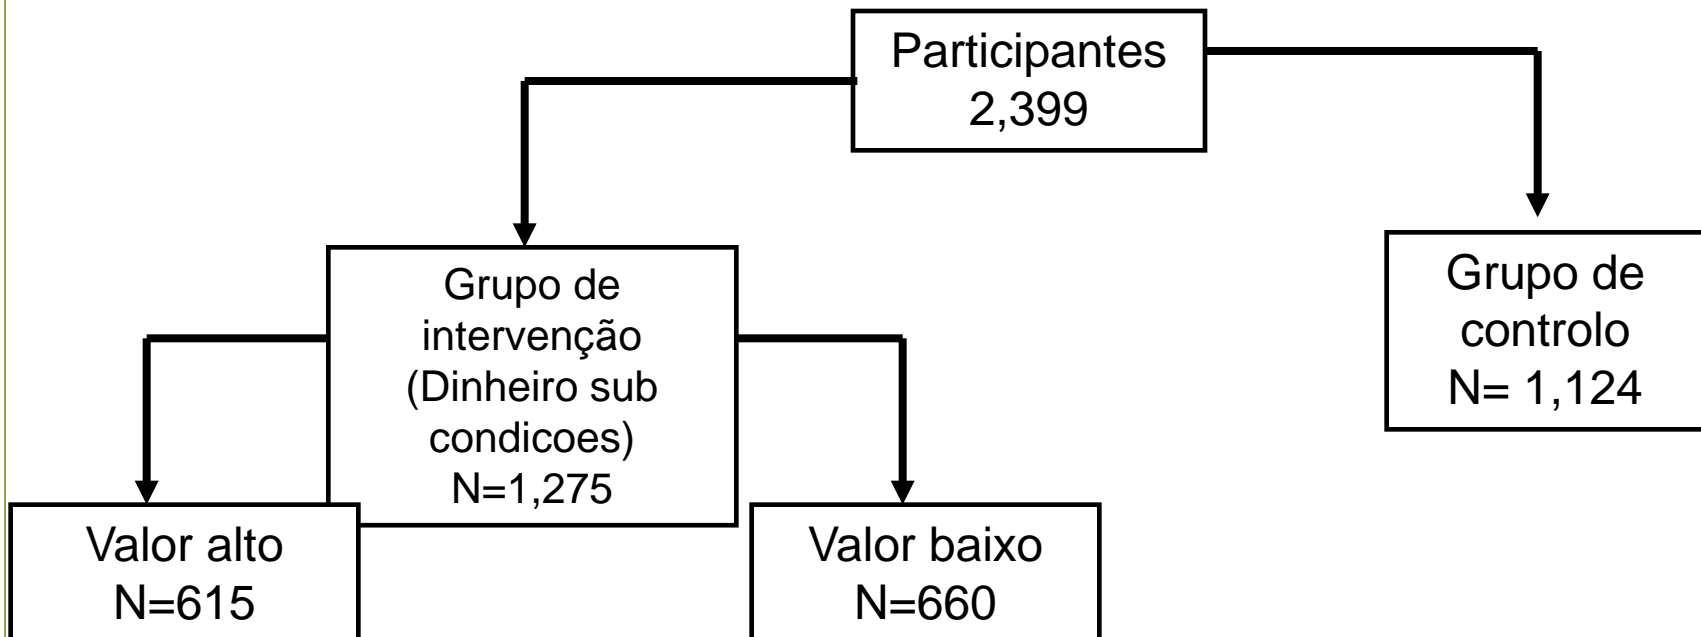 Participantes
2,399
Grupo de
intervenção
(Dinheiro sub
condicoes)
N=1,275
Grupo de
controlo
N= 1,124
Valor alto
N=615
Valor baixo
N=660